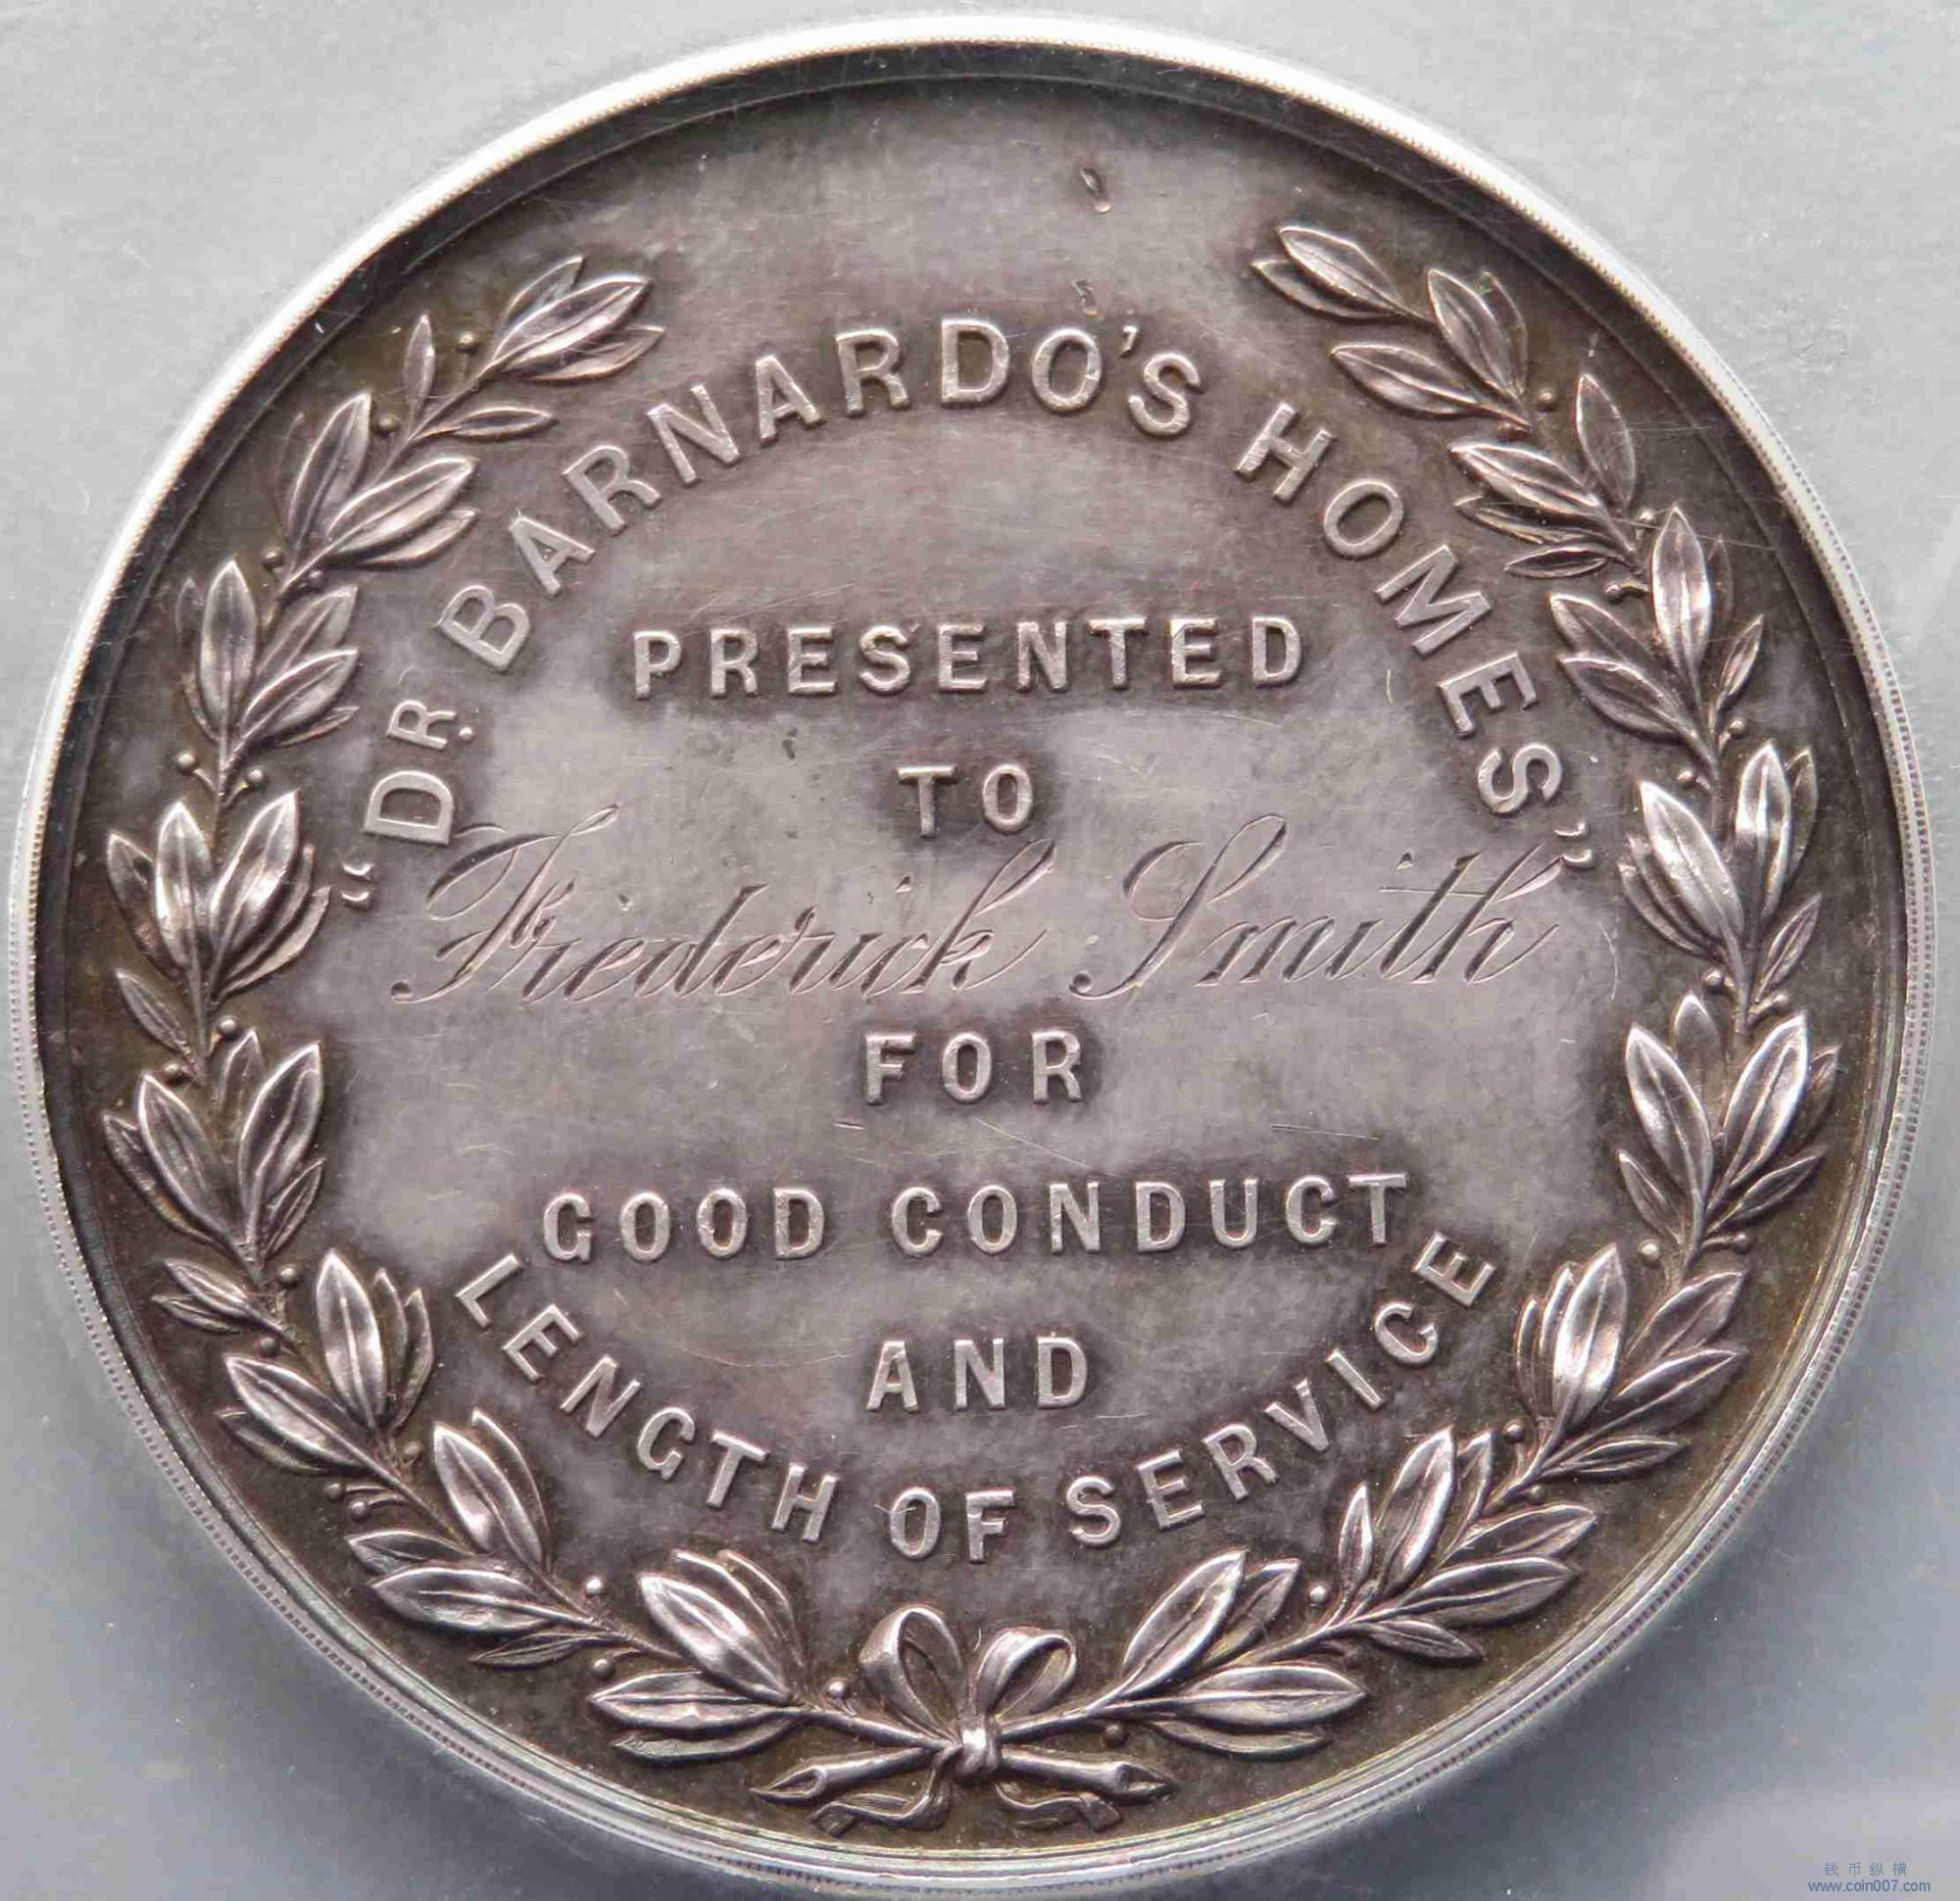 “DR. BARNARDO'S HOMES”
PRESENTED
TO
Frederick Smith
FOR
GOOD CONDUCT
AND
LENGTH OF SERVICE
钱币纵横
www.coin007.com